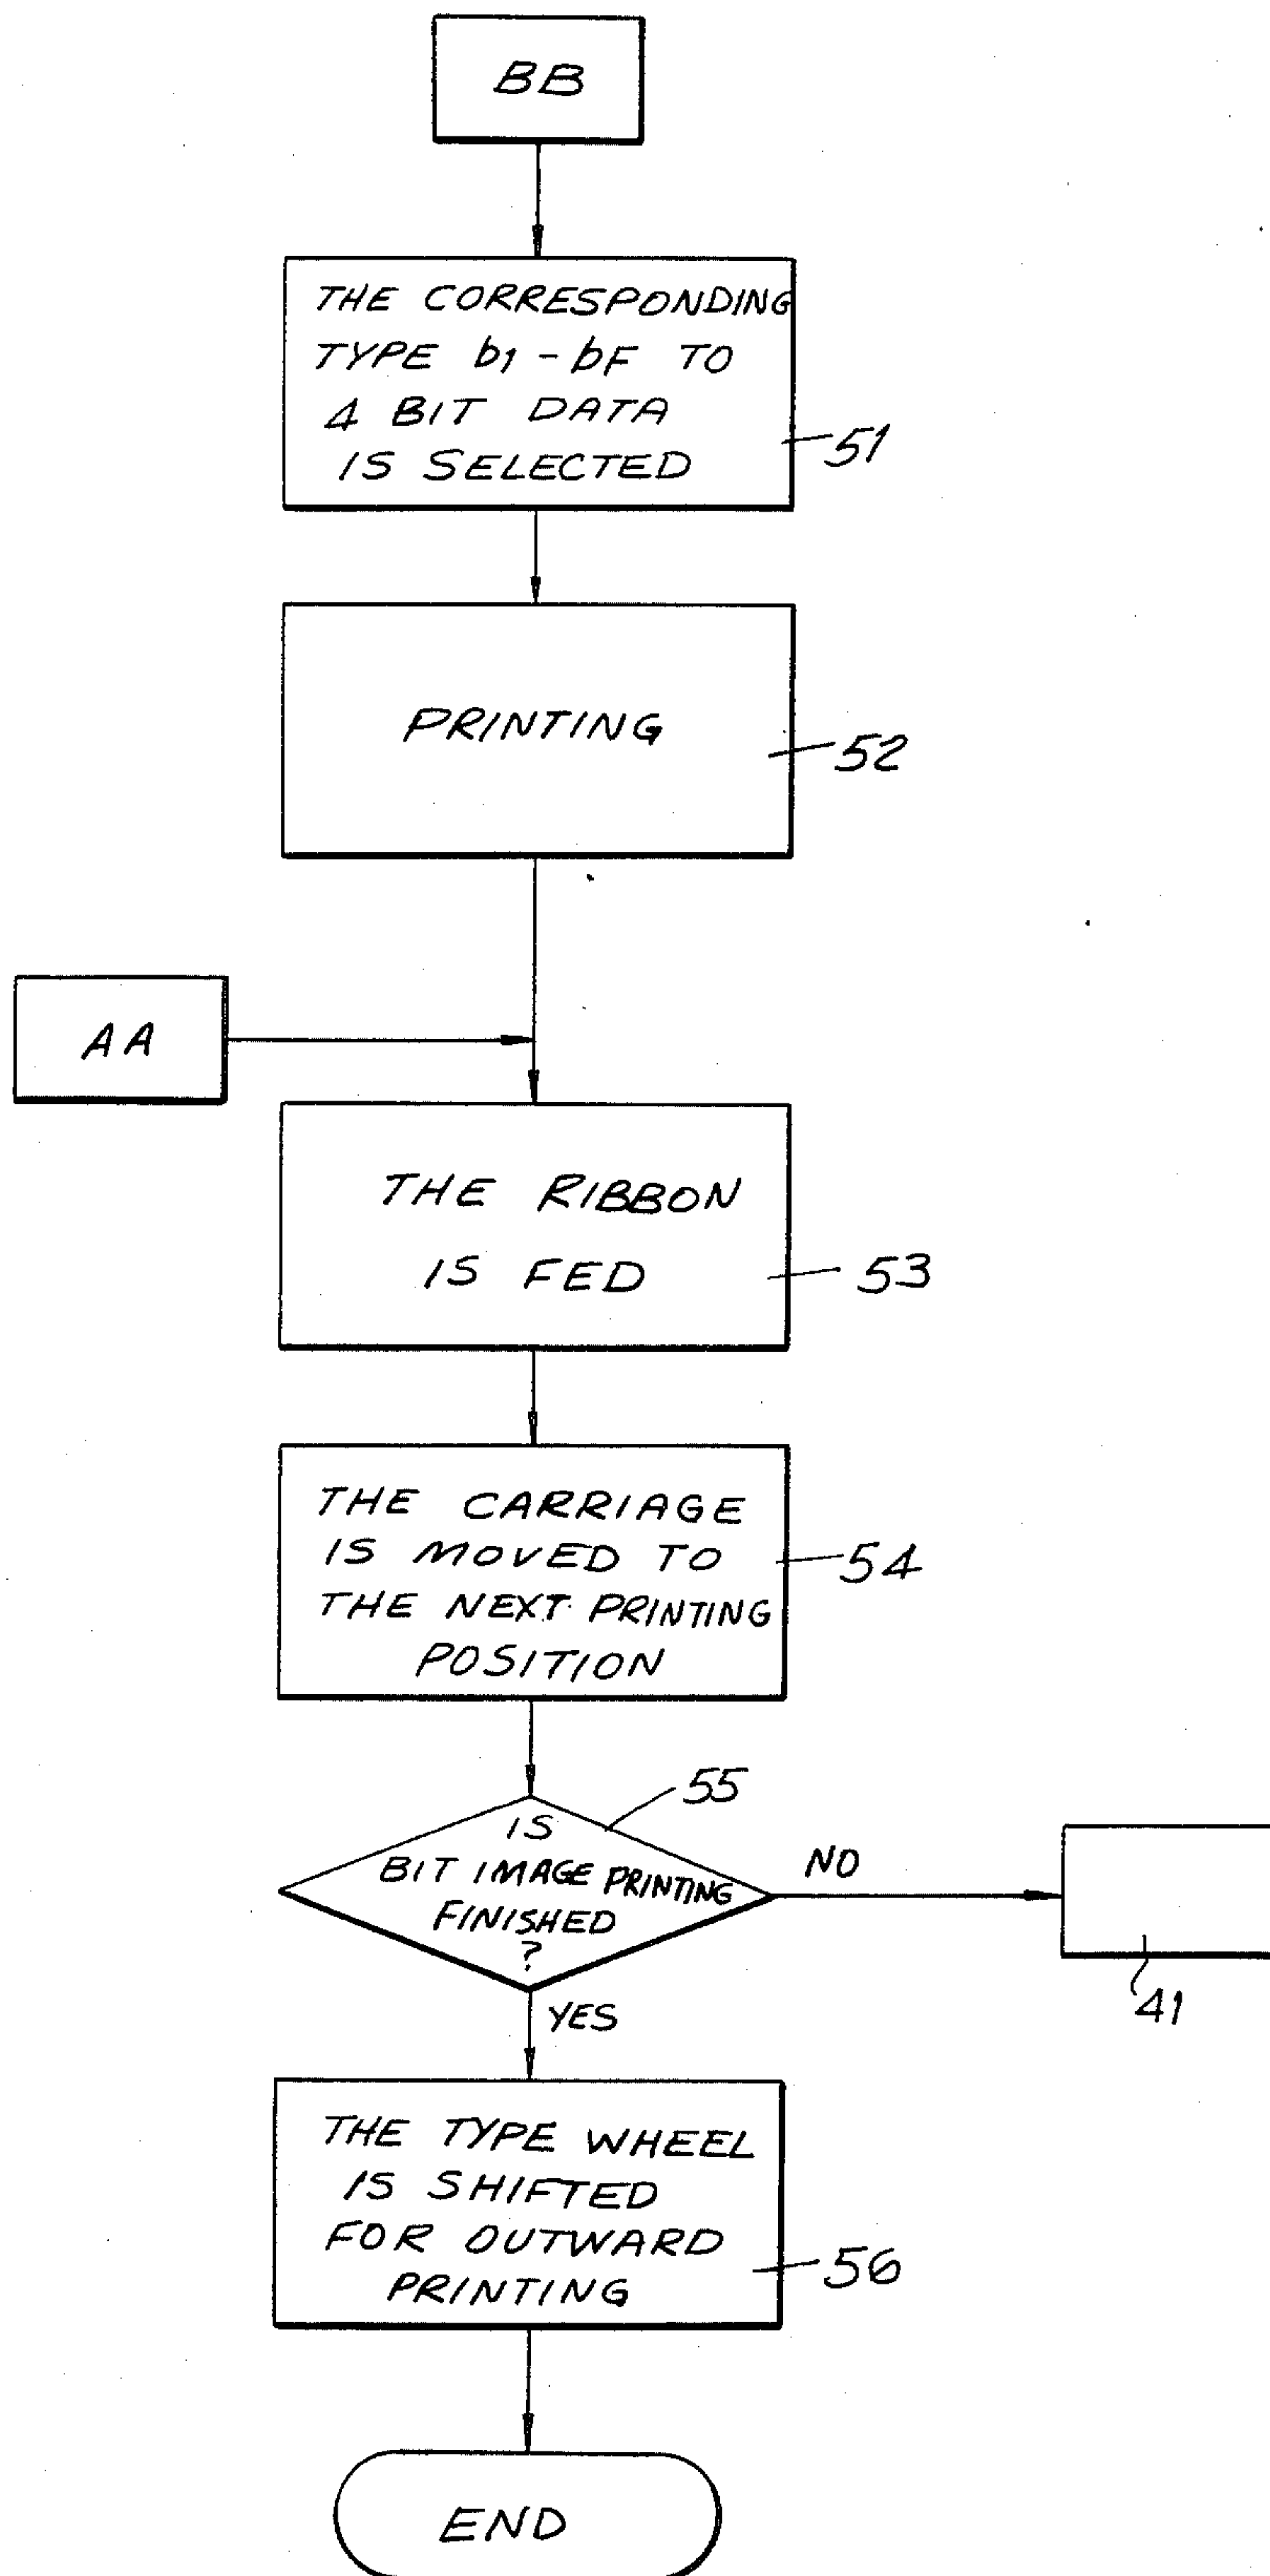 BB
THE CORRESPONDING
TYPE b1 - bF TO
4 BIT DATA
IS SELECTED
51
PRINTING
52
AA
THE RIBBON
IS FED
53
THE CARRIAGE
IS MOVED TO
THE NEXT PRINTING
POSITION
54
55
IS
BIT IMAGE PRINTING
FINISHED
?
NO
41
YES
THE TYPE WHEEL
IS SHIFTED
FOR OUTWARD
PRINTING
56
END